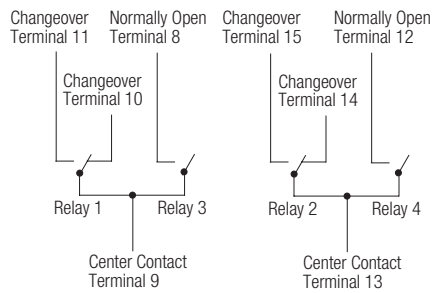 Changeover
Terminal 11
Normally Open
Terminal 8
Changeover
Terminal 15
Normally Open
Terminal 12
Changeover
Terminal 10
Changeover
Terminal 14
Relay 1
Relay 3
Relay 2
Relay 4
Center Contact
Terminal 9
Center Contact
Terminal 13